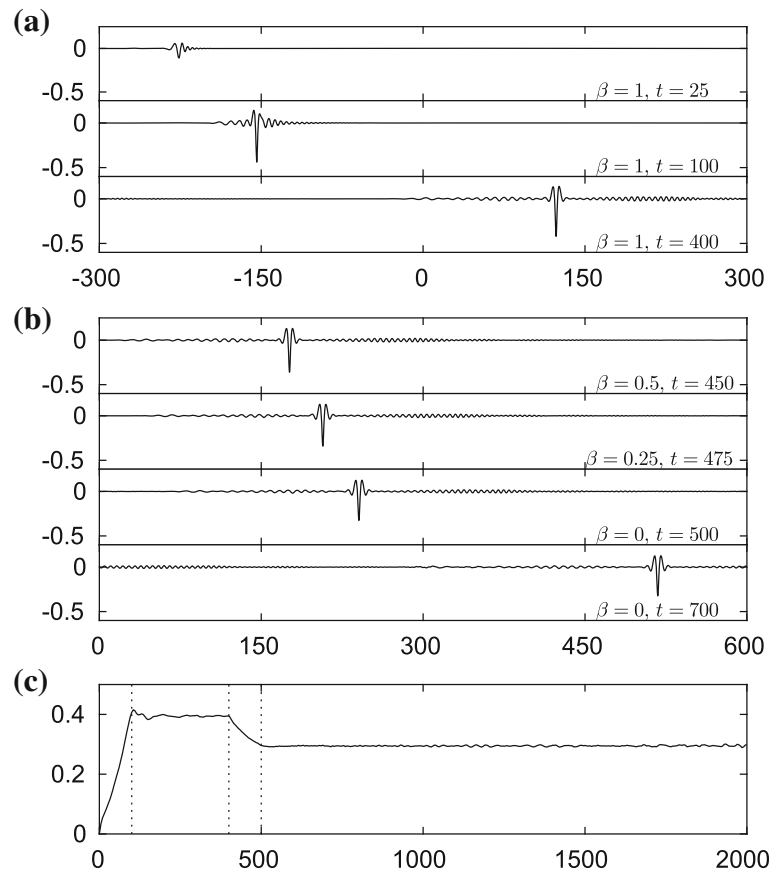 (a)
0
-0.5
β = 1, t = 25
0
-0.5
β = 1, t = 100
0
-0.5
β = 1, t = 400
-300 -150 0 150 300
(b)
0
-0.5
β = 0.5, t = 450
0
-0.5
β = 0.25, t = 475
0
-0.5
β = 0, t = 500
0
-0.5
β = 0, t = 700
0 150 300 450 600
(c)
0.4
0.2
0
0 500 1000 1500 2000